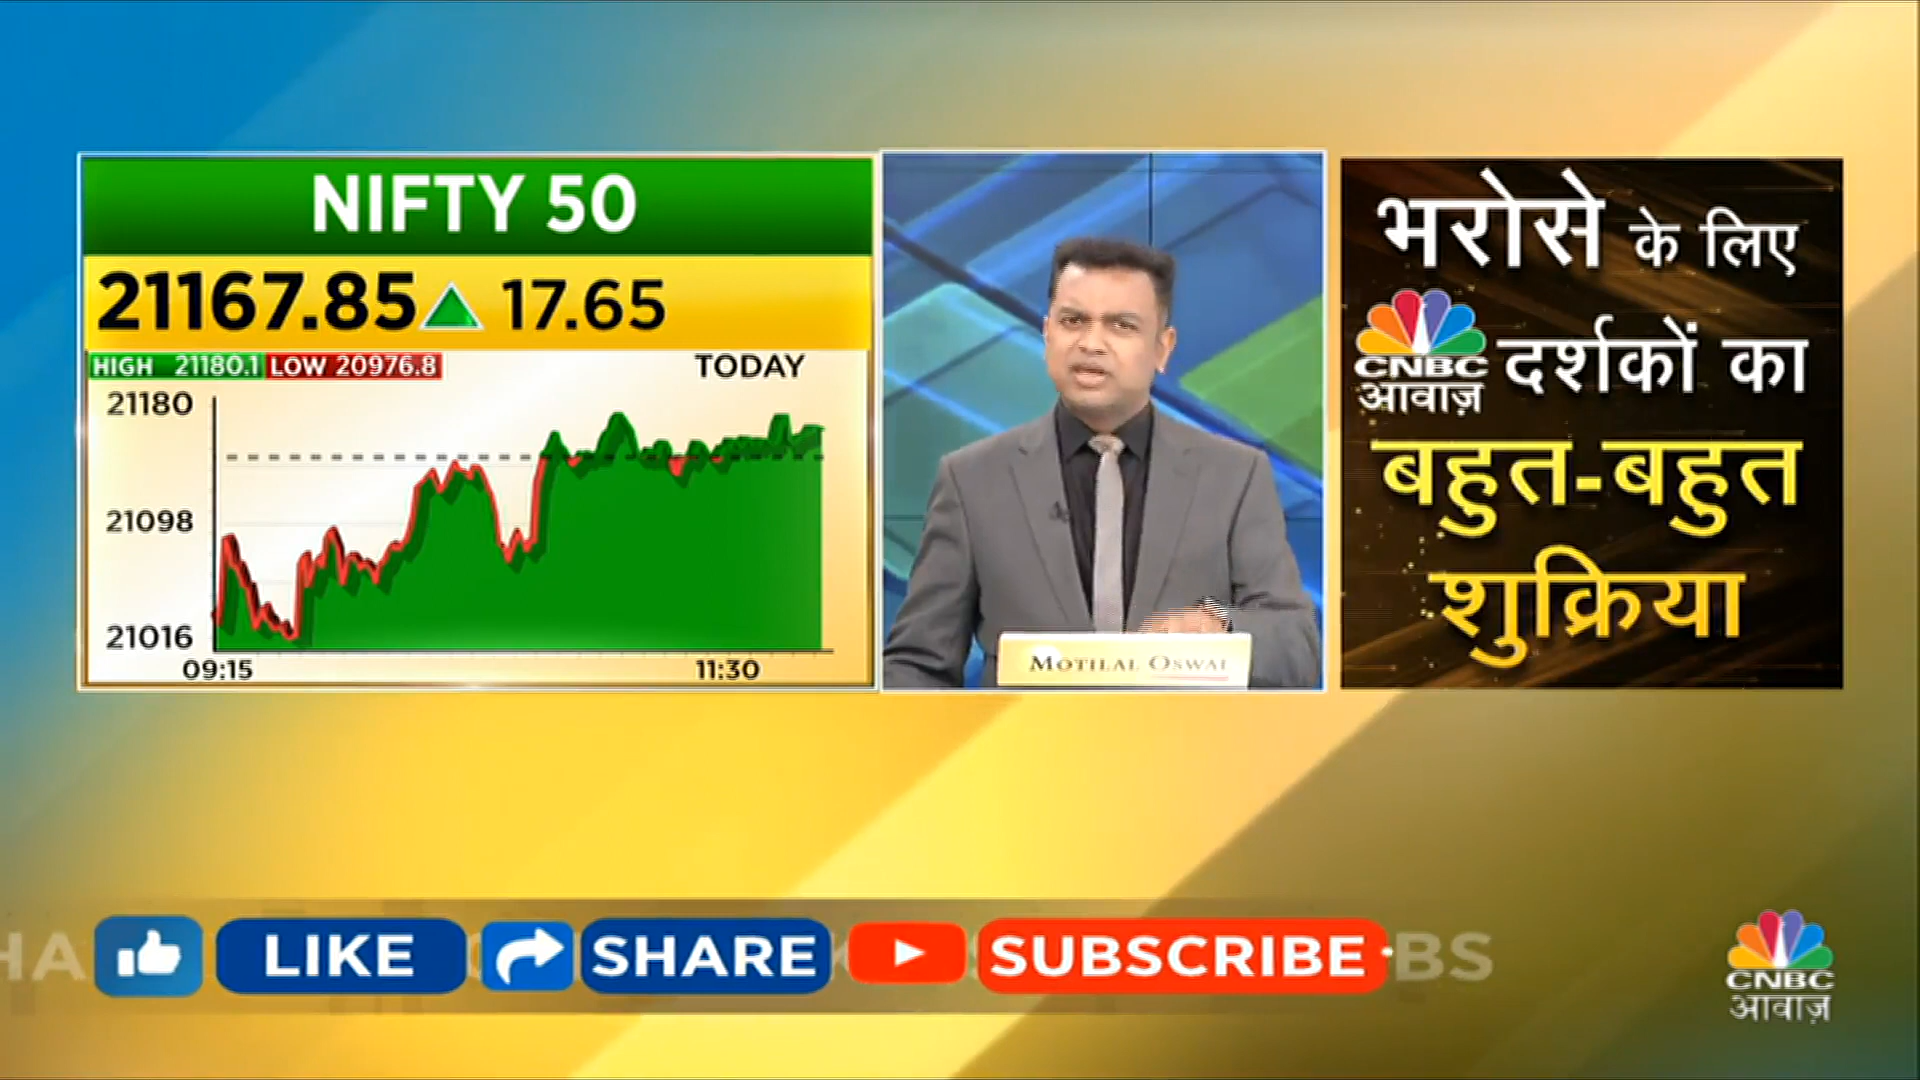 NIFTY 50
21167.85 17.65
HIGH 21180.1 LOW 20976.8
TODAY
21180
21098
21016
09:15 11:30
MOTILAL OSWAL
भरोसे के लिए
CNBC
आवाज़
दर्शकों का
बहुत-बहुत
शुक्रिया
LIKE SHARE SUBSCRIBE
CNBC
आवाज़